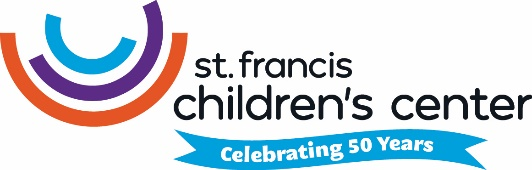 st. francis
children's center
Celebrating 50 Years